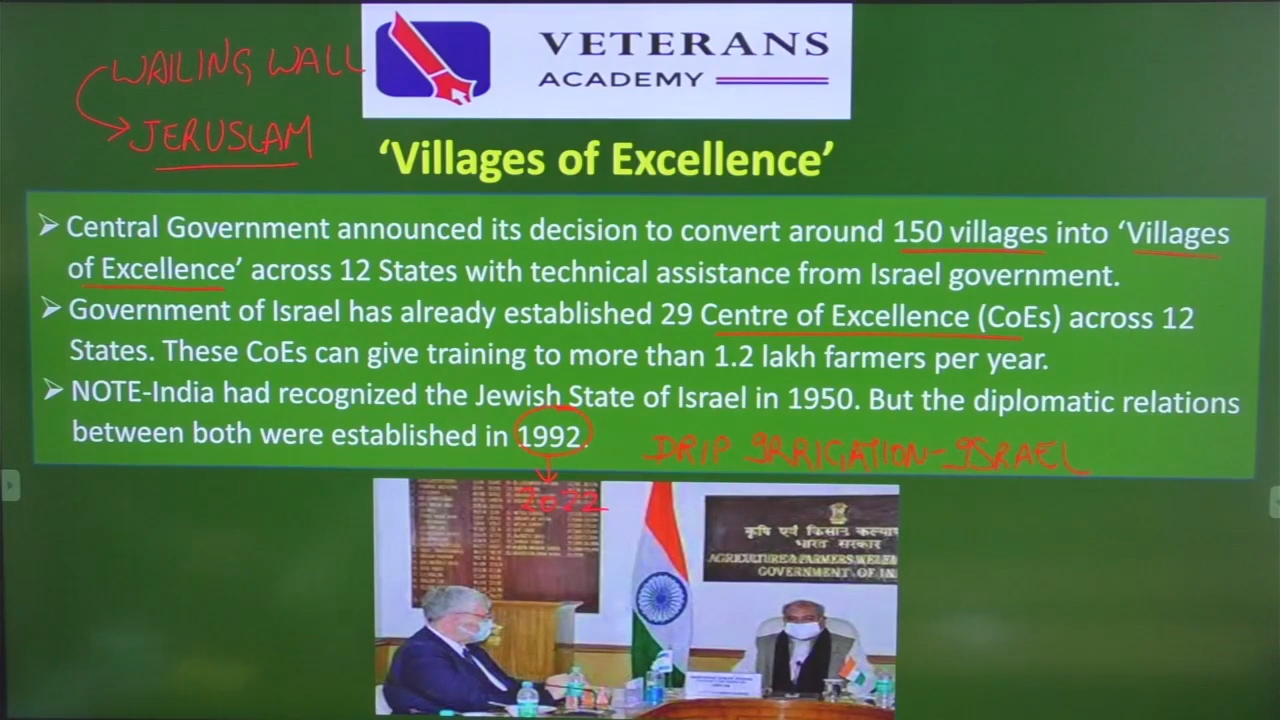 WAILING WALL
JERUSLAM
VETERANS
ACADEMY
‘Villages of Excellence’
➢ Central Government announced its decision to convert around 150 villages into ‘Villages
of Excellence’ across 12 States with technical assistance from Israel government.
➢ Government of Israel has already established 29 Centre of Excellence (CoEs) across 12
States. These CoEs can give training to more than 1.2 lakh farmers per year.
➢ NOTE-India had recognized the Jewish State of Israel in 1950. But the diplomatic relations
between both were established in 1992.
DRIP IRRIGATION-ISRAEL
2022
कृषि एवं किसान कल्या
भारत सरकार
AGRICULTURE & FARMERS WELFA
GOVERNMENT OF IN